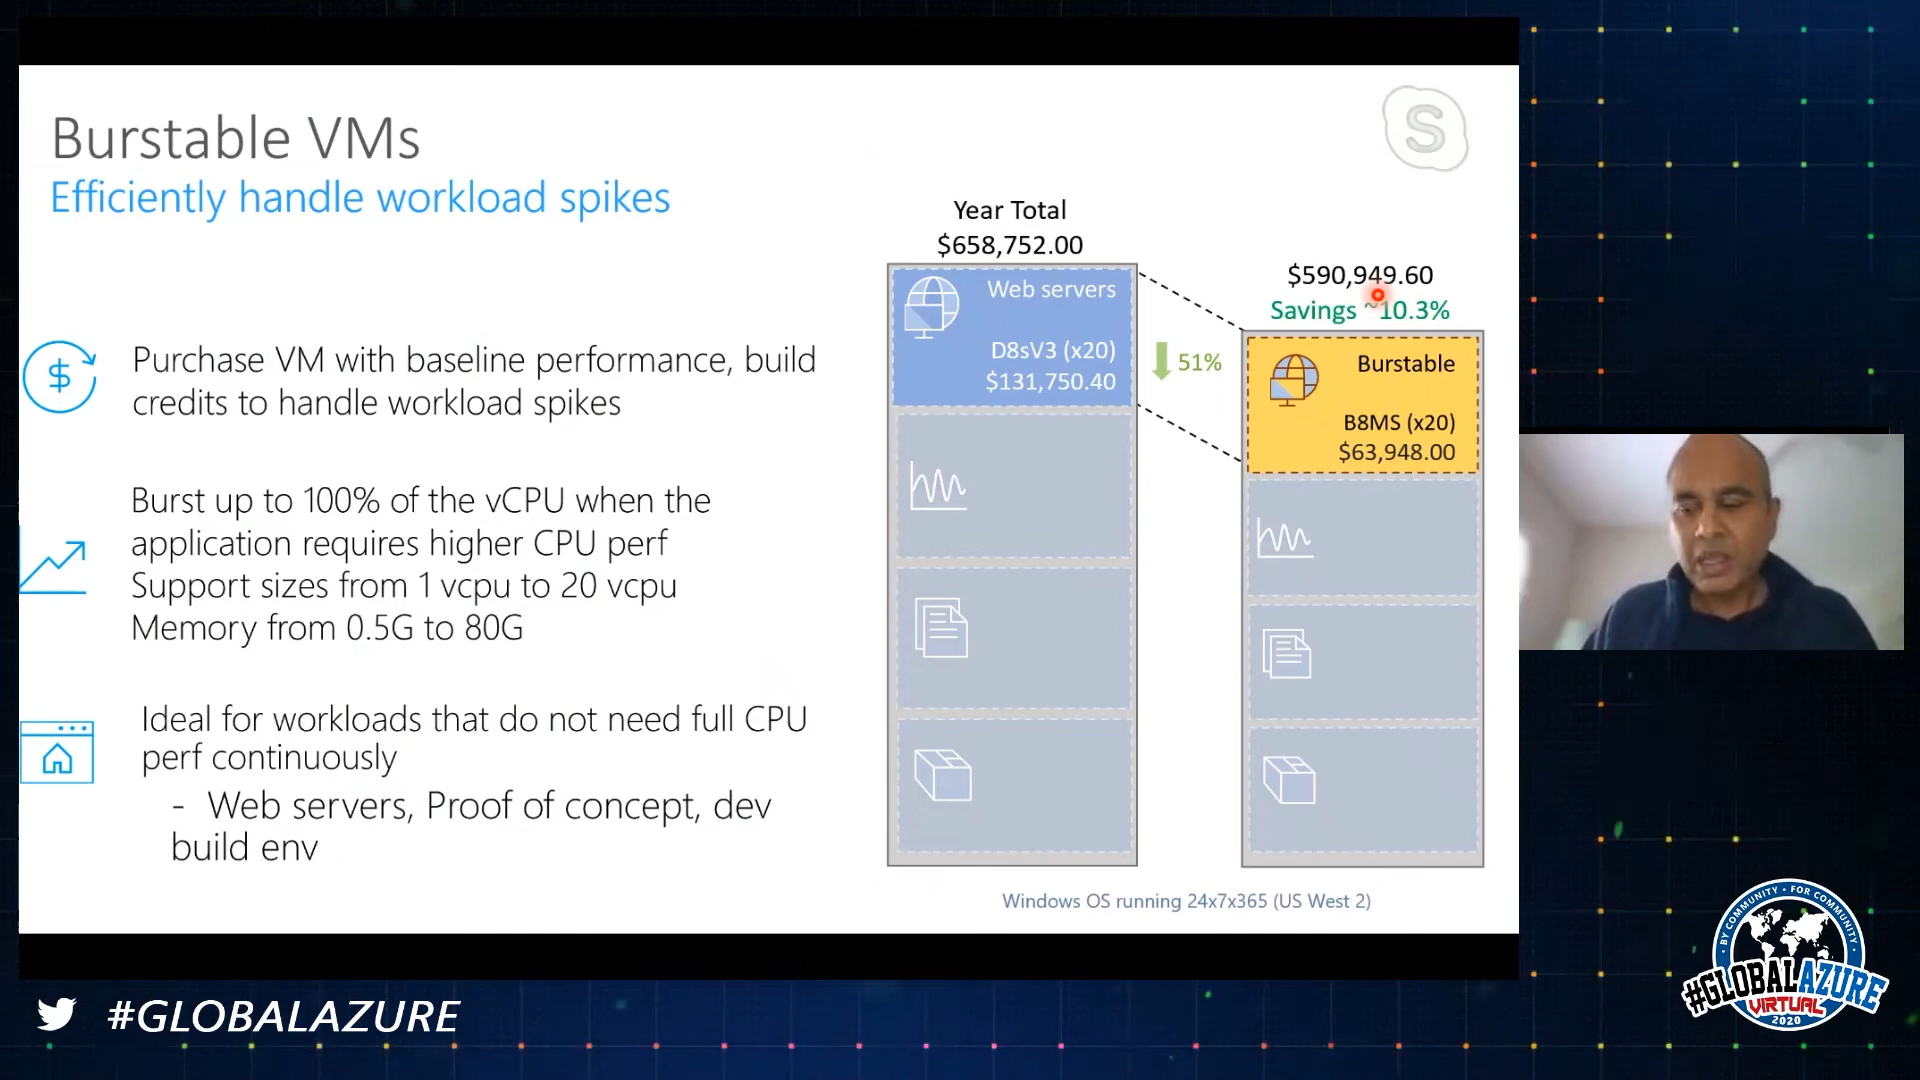 Burstable VMs
Efficiently handle workload spikes
Purchase VM with baseline performance, build
credits to handle workload spikes
Burst up to 100% of the vCPU when the
application requires higher CPU perf
Support sizes from 1 vcpu to 20 vcpu
Memory from 0.5G to 80G
Ideal for workloads that do not need full CPU
perf continuously
- Web servers, Proof of concept, dev
build env
S
Year Total
$658,752.00
Web servers
D8sV3 (x20)
$131,750.40
51%
$590,949.60
Savings ~10.3%
Burstable
B8MS (x20)
$63,948.00
Windows OS running 24x7x365 (US West 2)
#GLOBALAZURE
BY COMMUNITY • FOR COMMUNITY
#GLOBALAZURE
VIRTUAL
2020